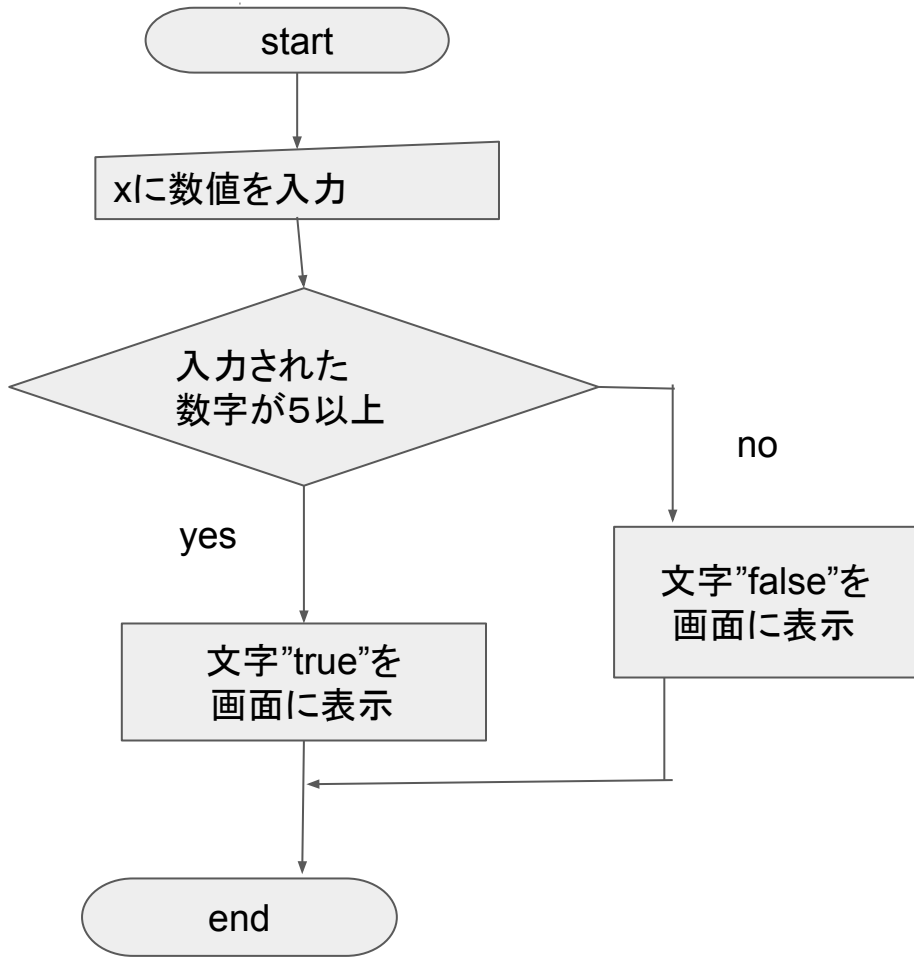 start
xに数値を入力
入力された
数字が５以上
no
yes
文字”false”を
画面に表示
文字”true”を
画面に表示
end